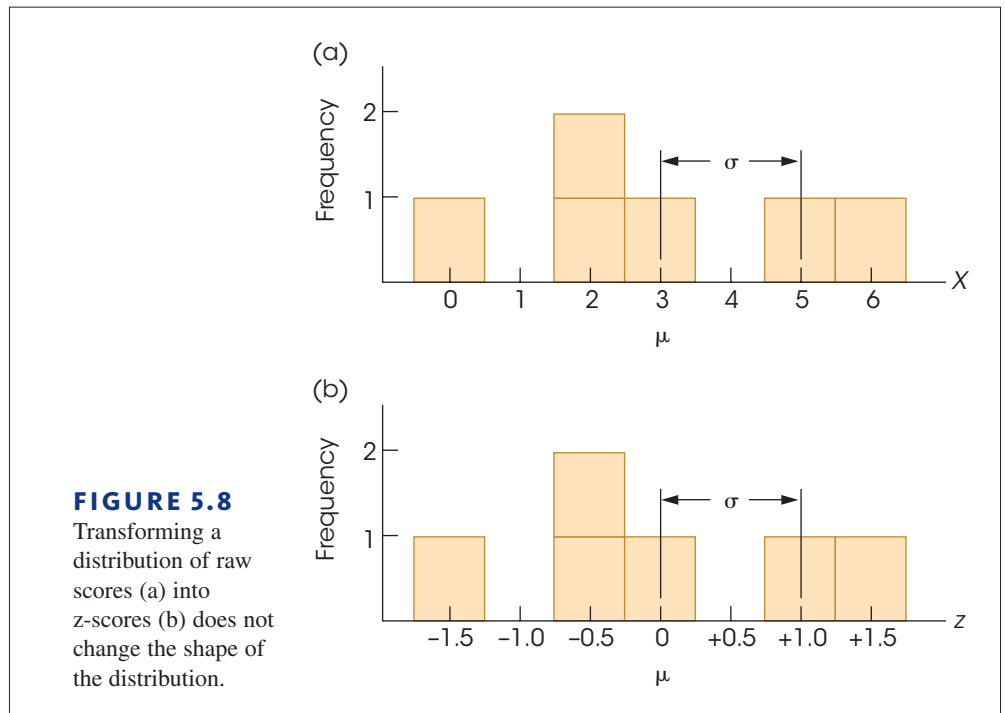 (a)
Frequency
2
1
σ
0 1 2 3 4 5 6
X
μ
(b)
Frequency
2
1
σ
–1.5 –1.0 –0.5 0 +0.5 +1.0 +1.5
z
μ
FIGURE 5.8
Transforming a
distribution of raw
scores (a) into
z-scores (b) does not
change the shape of
the distribution.